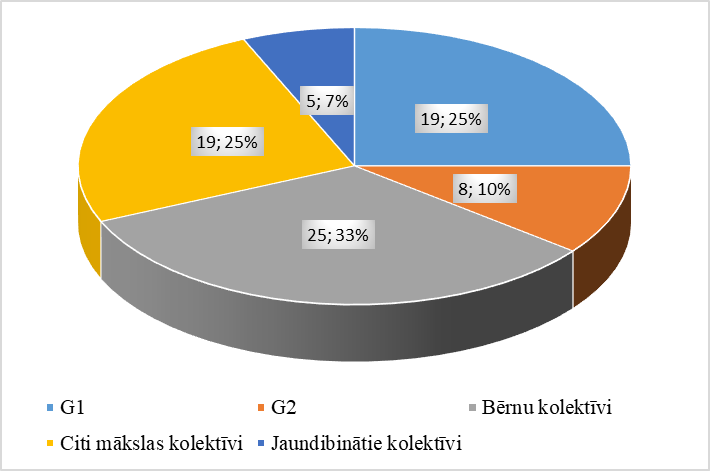 5; 7%
19; 25%
19; 25%
8; 10%
25; 33%
G1
G2
Bērnu kolektīvi
Citi mākslas kolektīvi
Jaundibinātie kolektīvi